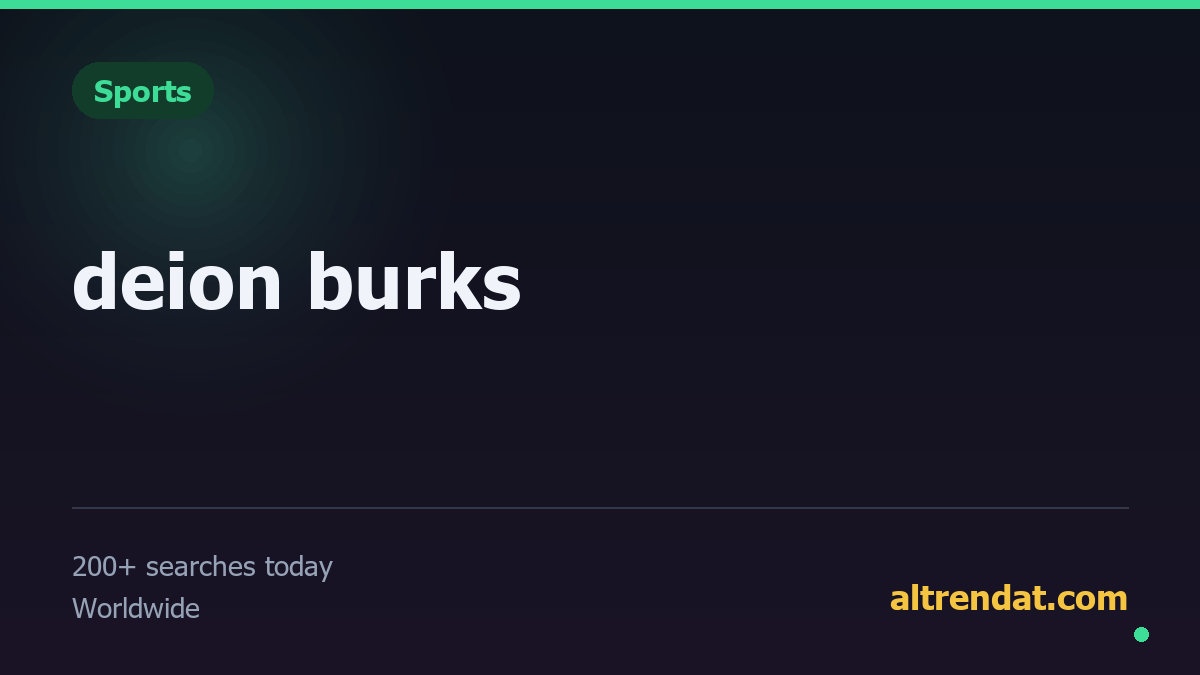 Sports
deion burks
200+ searches today
Worldwide
altrendat.com